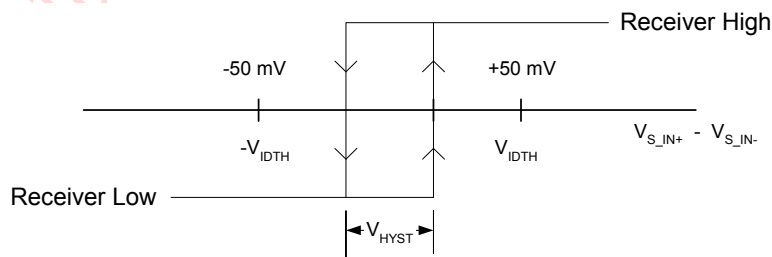 Receiver High
-50 mV
+50 mV
-V_IDTH
V_IDTH
V_S_IN+ - V_S_IN-
Receiver Low
V_HYST